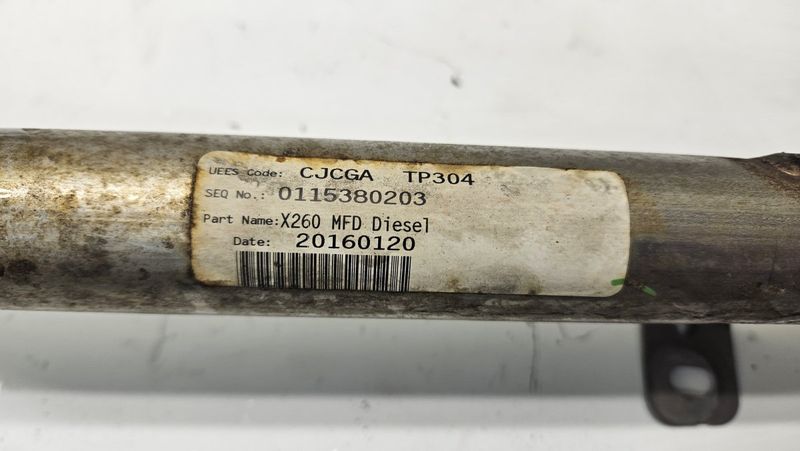 UEES Code: CJCGA TP304
SEQ No.: 0115380203
Part Name: X260 MFD Diesel
Date: 20160120